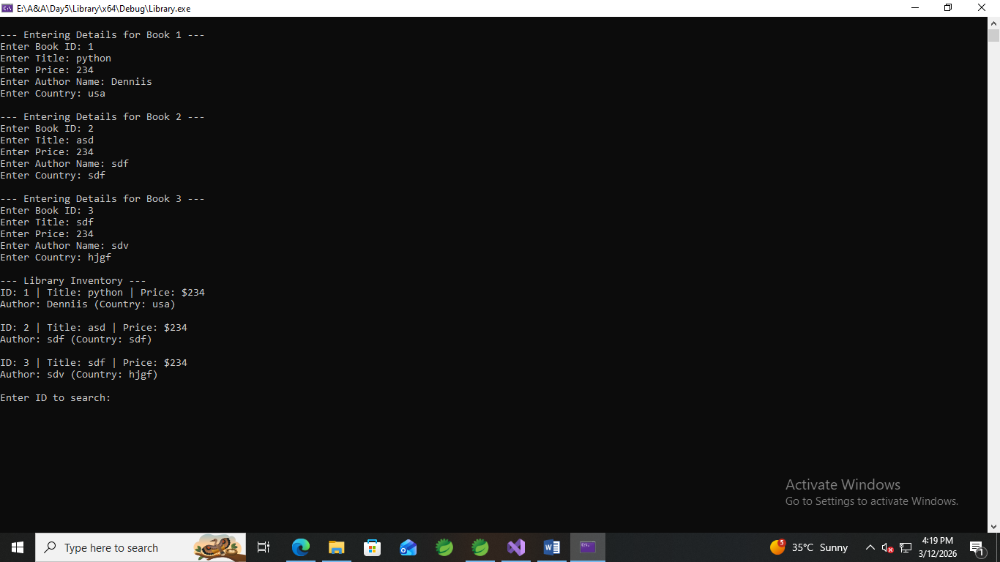 E:\A&A\Day5\Library\x64\Debug\Library.exe
--- Entering Details for Book 1 ---
Enter Book ID: 1
Enter Title: python
Enter Price: 234
Enter Author Name: Denniis
Enter Country: usa
--- Entering Details for Book 2 ---
Enter Book ID: 2
Enter Title: asd
Enter Price: 234
Enter Author Name: sdf
Enter Country: sdf
--- Entering Details for Book 3 ---
Enter Book ID: 3
Enter Title: sdf
Enter Price: 234
Enter Author Name: sdv
Enter Country: hjgf
--- Library Inventory ---
ID: 1 | Title: python | Price: $234
Author: Denniis (Country: usa)
ID: 2 | Title: asd | Price: $234
Author: sdf (Country: sdf)
ID: 3 | Title: sdf | Price: $234
Author: sdv (Country: hjgf)
Enter ID to search:
Activate Windows
Go to Settings to activate Windows.
Type here to search
5
35°C Sunny
4:19 PM
3/12/2026
1